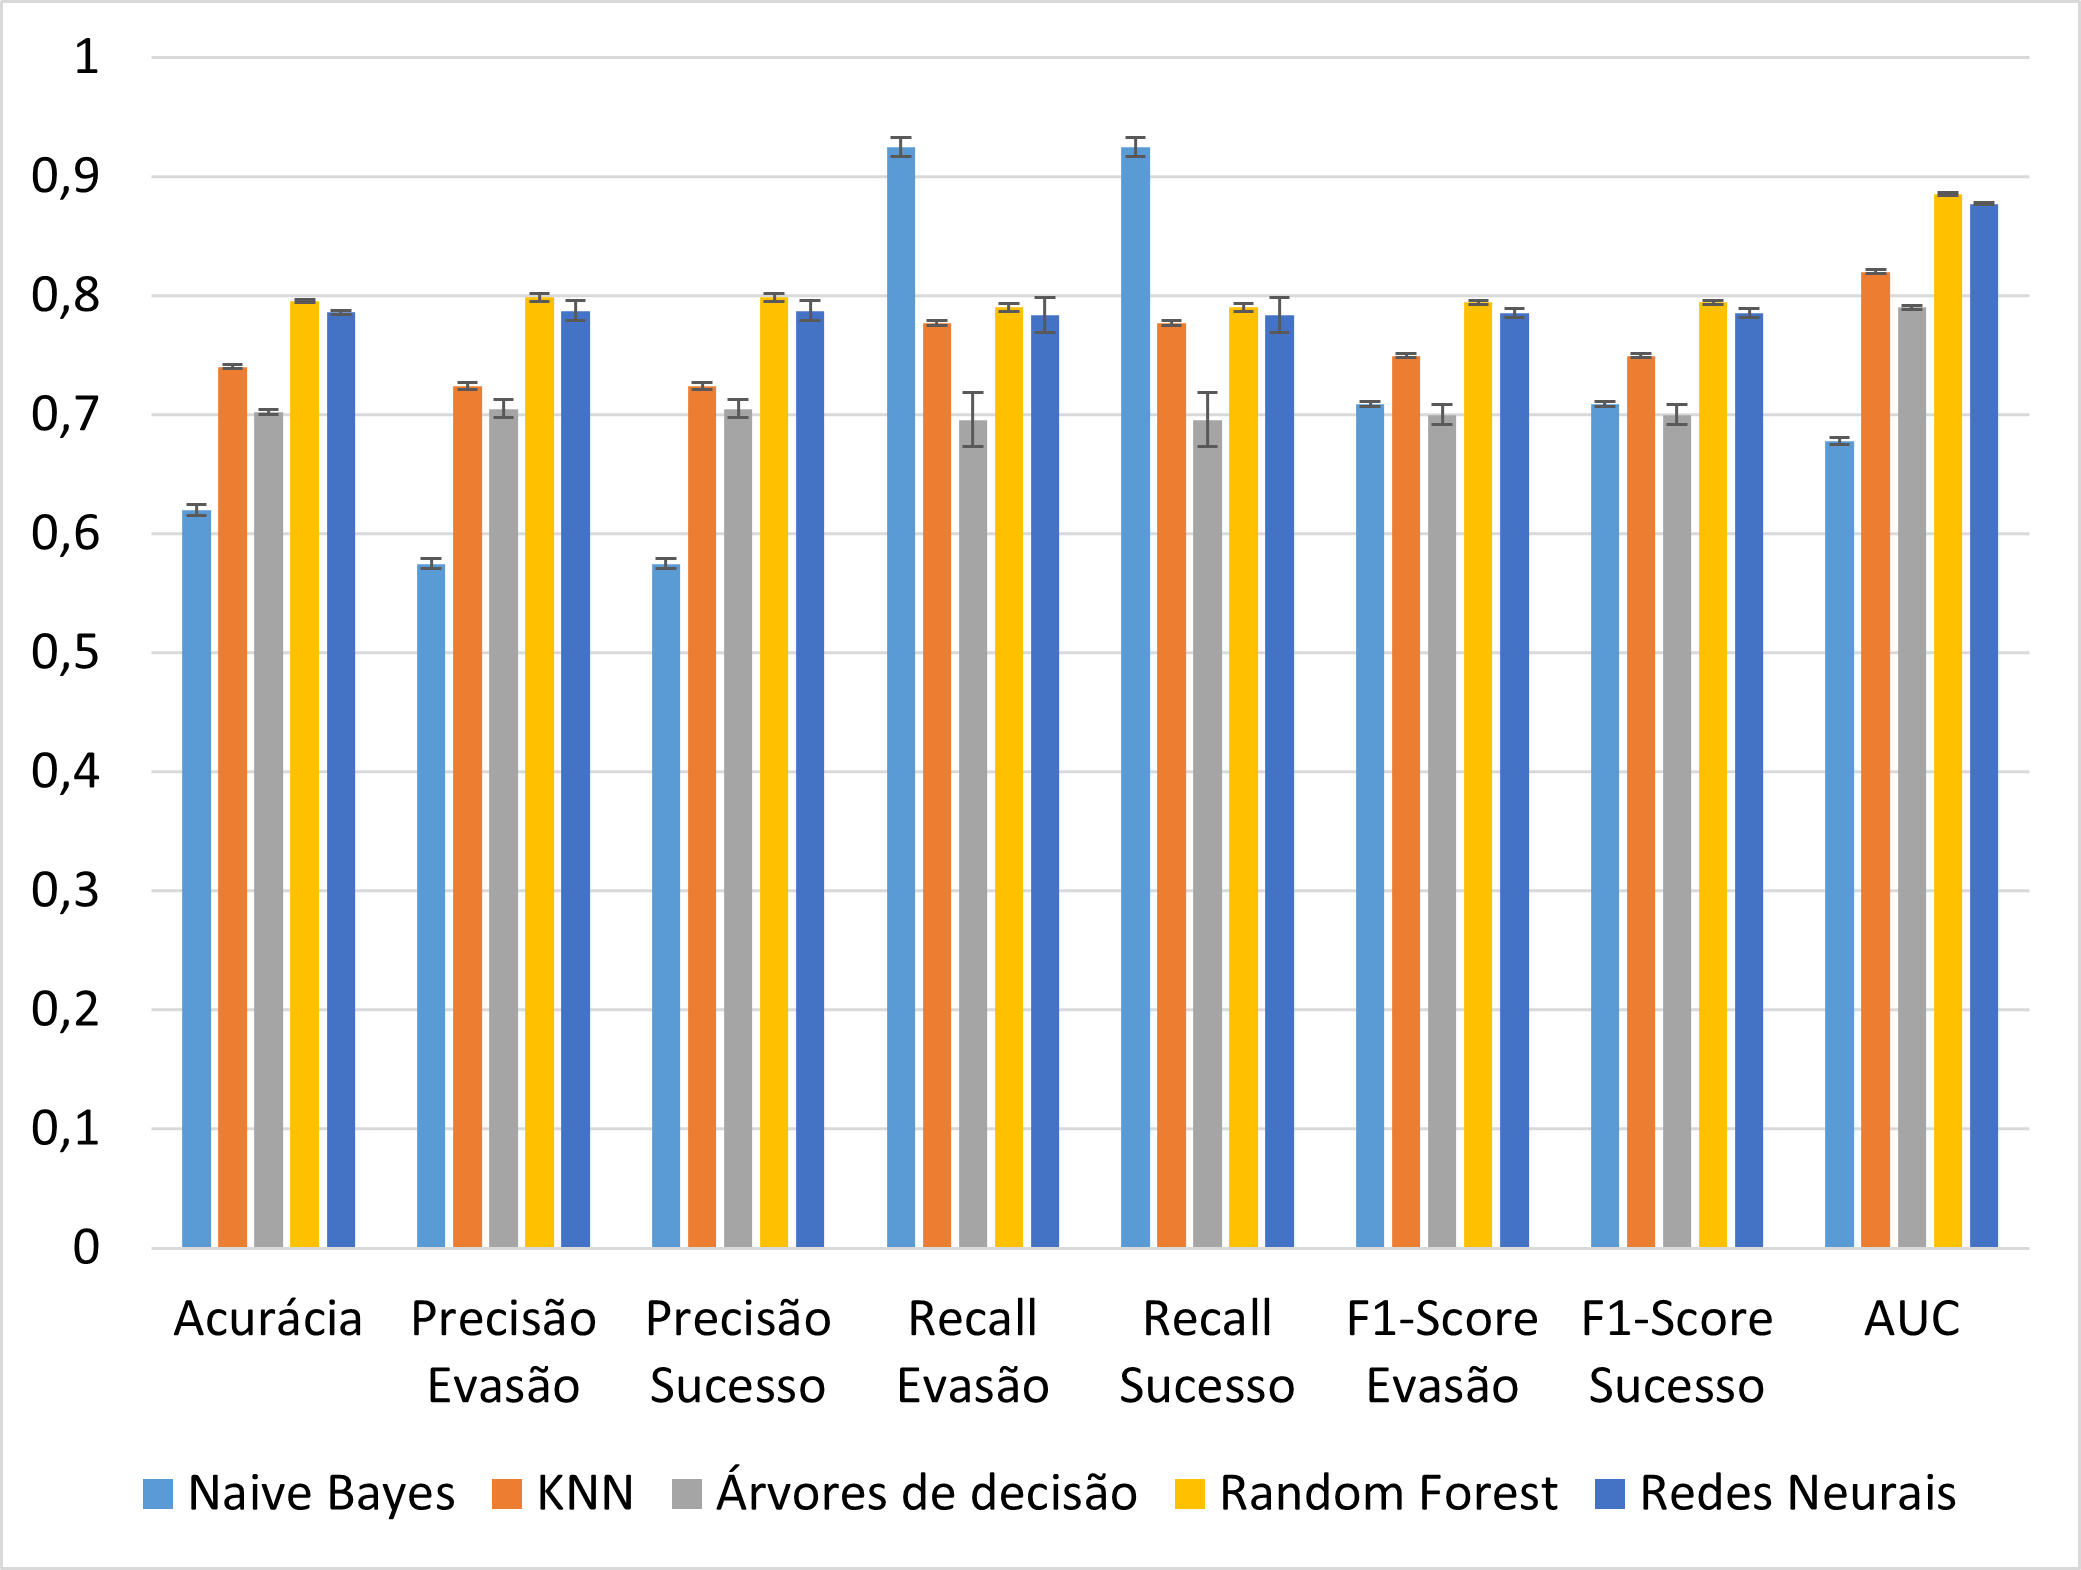 1
0,9
0,8
0,7
0,6
0,5
0,4
0,3
0,2
0,1
0
Acurácia
Precisão
Evasão
Precisão
Sucesso
Recall
Evasão
Recall
Sucesso
F1-Score
Evasão
F1-Score
Sucesso
AUC
Naive Bayes
KNN
Árvores de decisão
Random Forest
Redes Neurais